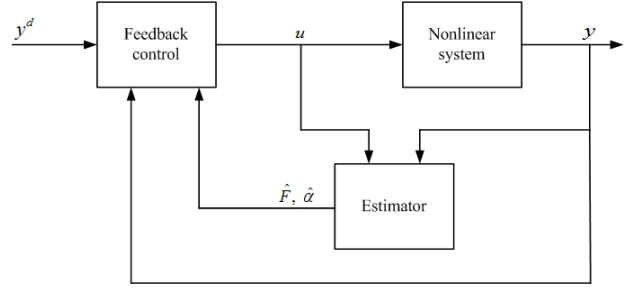 y^d
Feedback
control
u
Nonlinear
system
y
F̂, α̂
Estimator